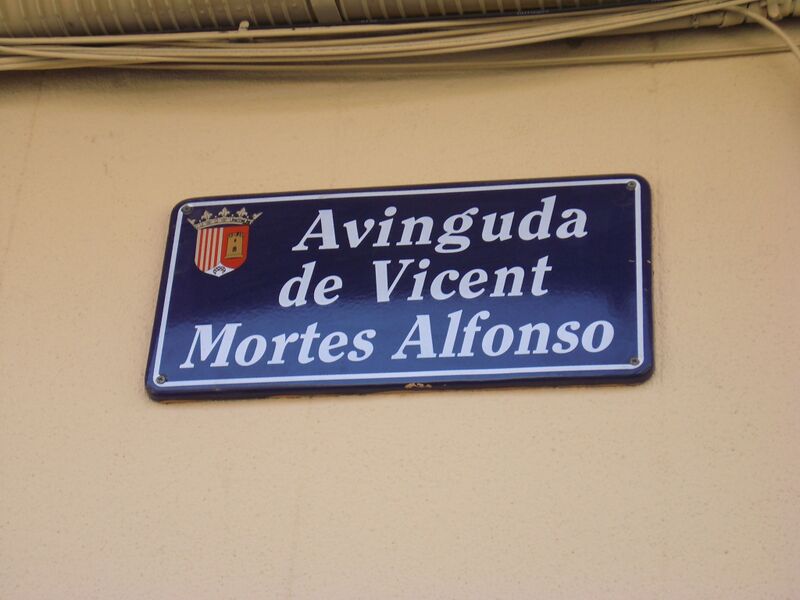 Avinguda
de Vicent
Mortes Alfonso